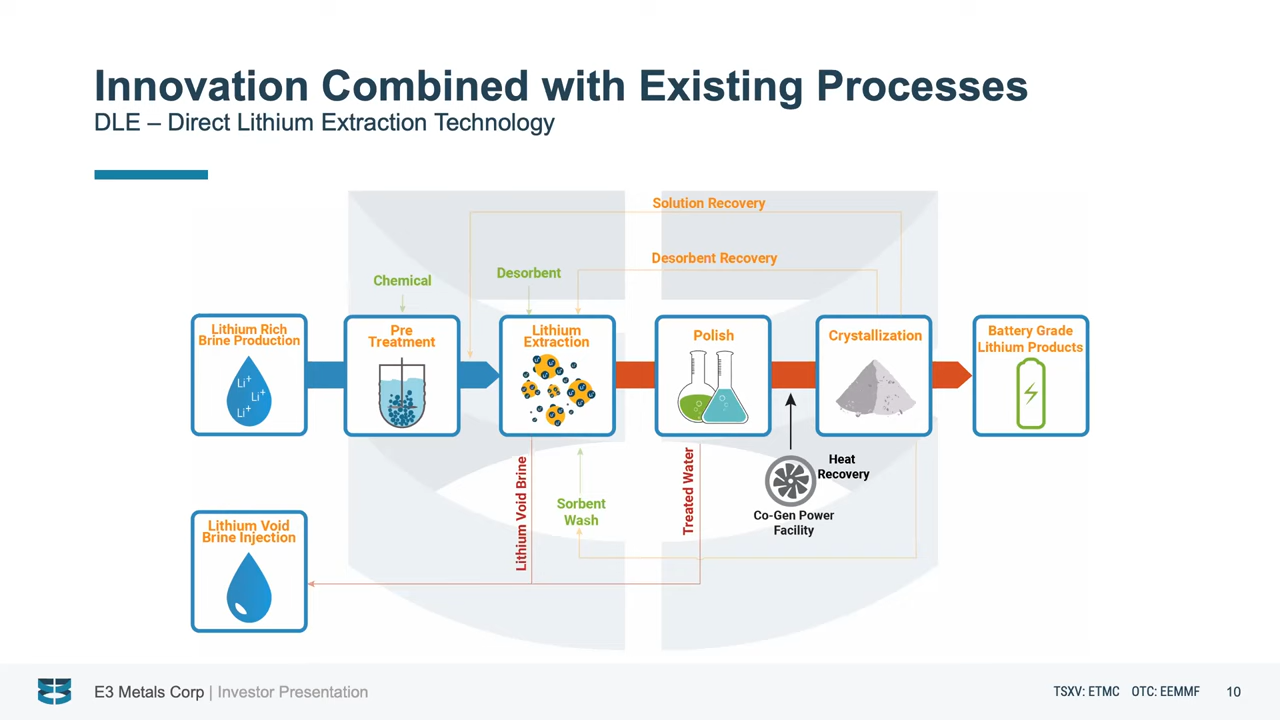 Innovation Combined with Existing Processes
DLE – Direct Lithium Extraction Technology
Solution Recovery
Desorbent Recovery
Chemical
Desorbent
Lithium Rich
Brine Production
Li+
Li+
Li+
Pre
Treatment
Lithium
Extraction
Polish
Crystallization
Battery Grade
Lithium Products
Lithium Void Brine
Sorbent
Wash
Treated Water
Heat
Recovery
Co-Gen Power
Facility
Lithium Void
Brine Injection
E3 Metals Corp | Investor Presentation
TSXV: ETMC OTC: EEMMF 10